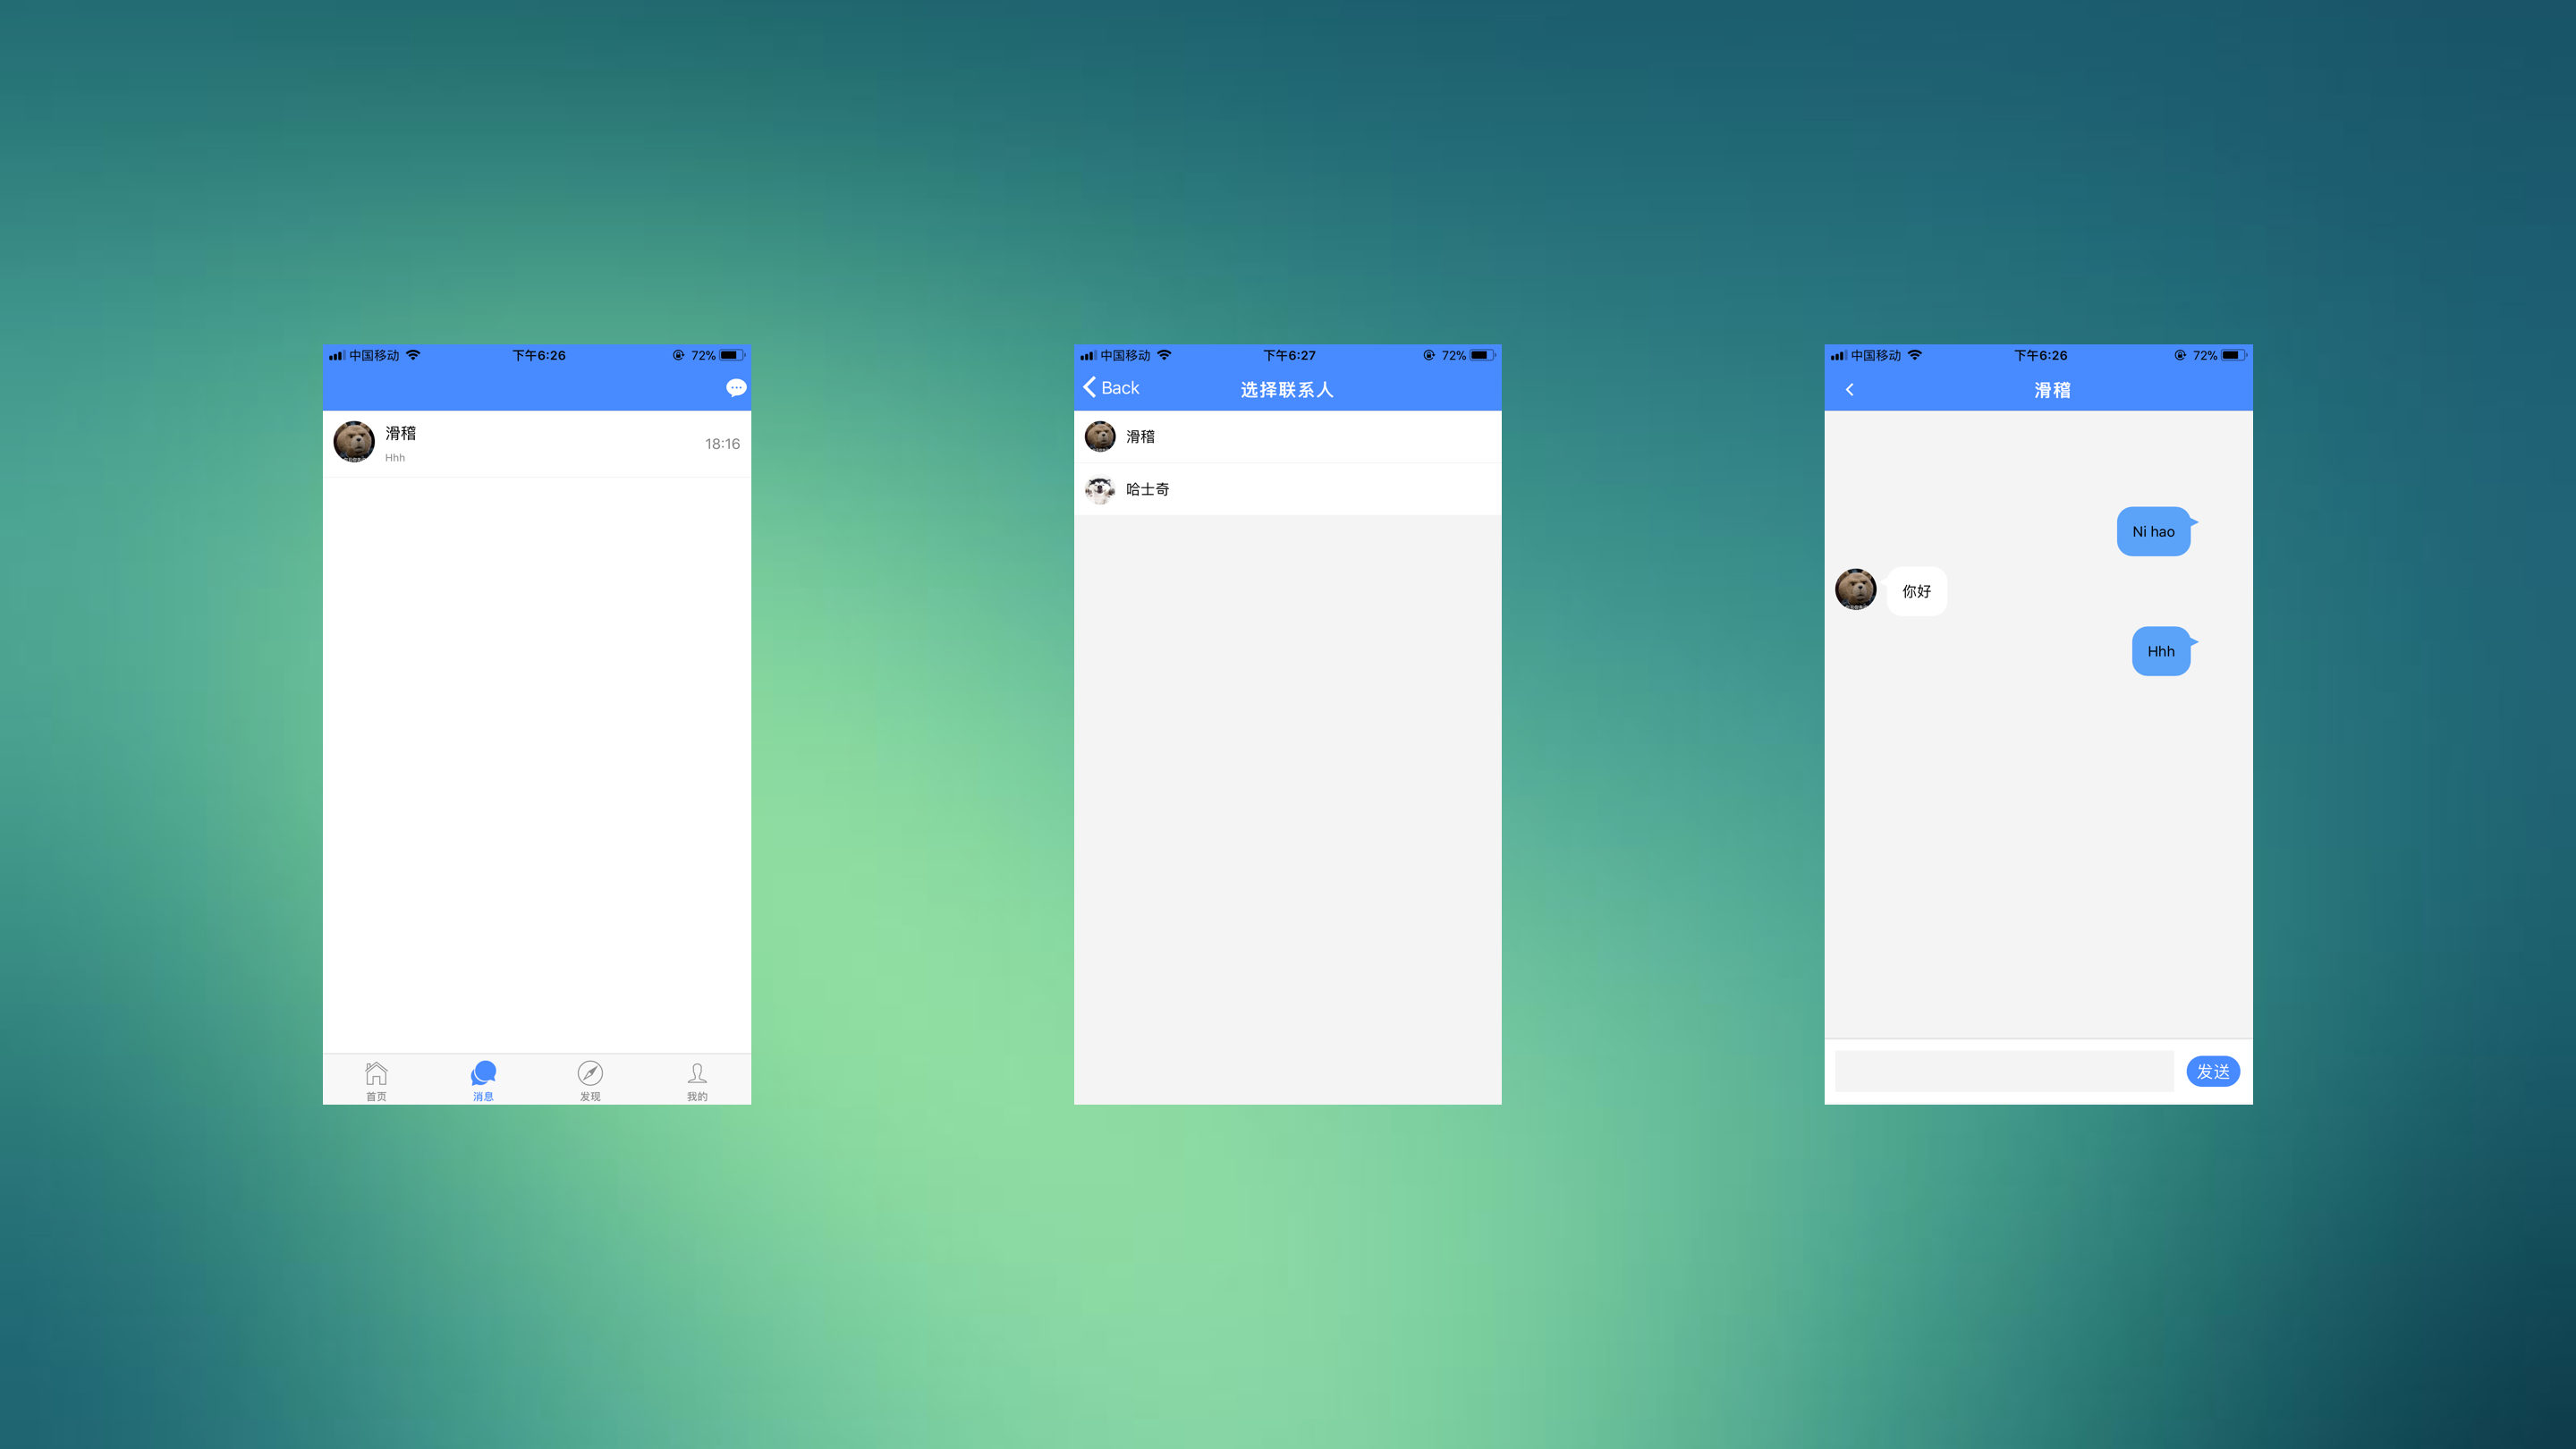 中国移动 下午6:26 72%
滑稽
Hhh
18:16
首页 消息 发现 我的
中国移动 下午6:27 72%
Back 选择联系人
滑稽
哈士奇
中国移动 下午6:26 72%
滑稽
Ni hao
你好
Hhh
发送